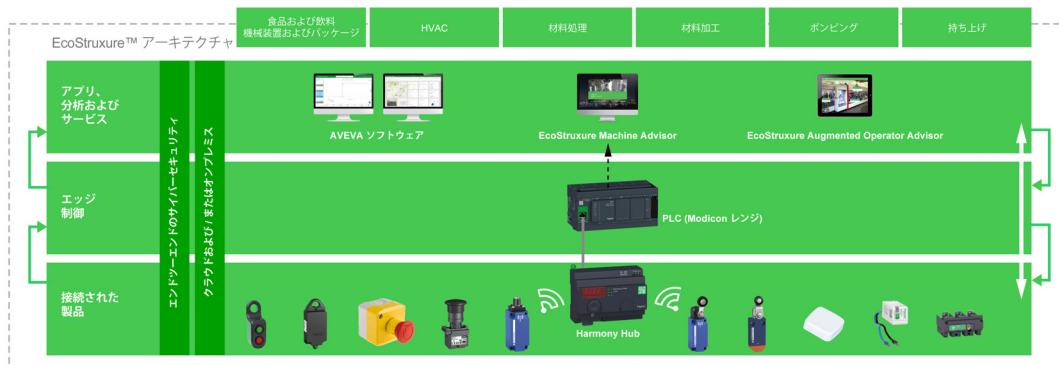 食品および飲料
機械装置およびパッケージ
HVAC
材料処理
材料加工
ポンピング
持ち上げ
EcoStruxure™ アーキテクチャ
アプリ、
分析および
サービス
エンドツーエンドのサイバーセキュリティ
クラウドおよび / またはオンプレミス
AVEVA ソフトウェア
EcoStruxure Machine Advisor
EcoStruxure Augmented Operator Advisor
エッジ
制御
PLC (Modicon レンジ)
接続された
製品
Harmony Hub